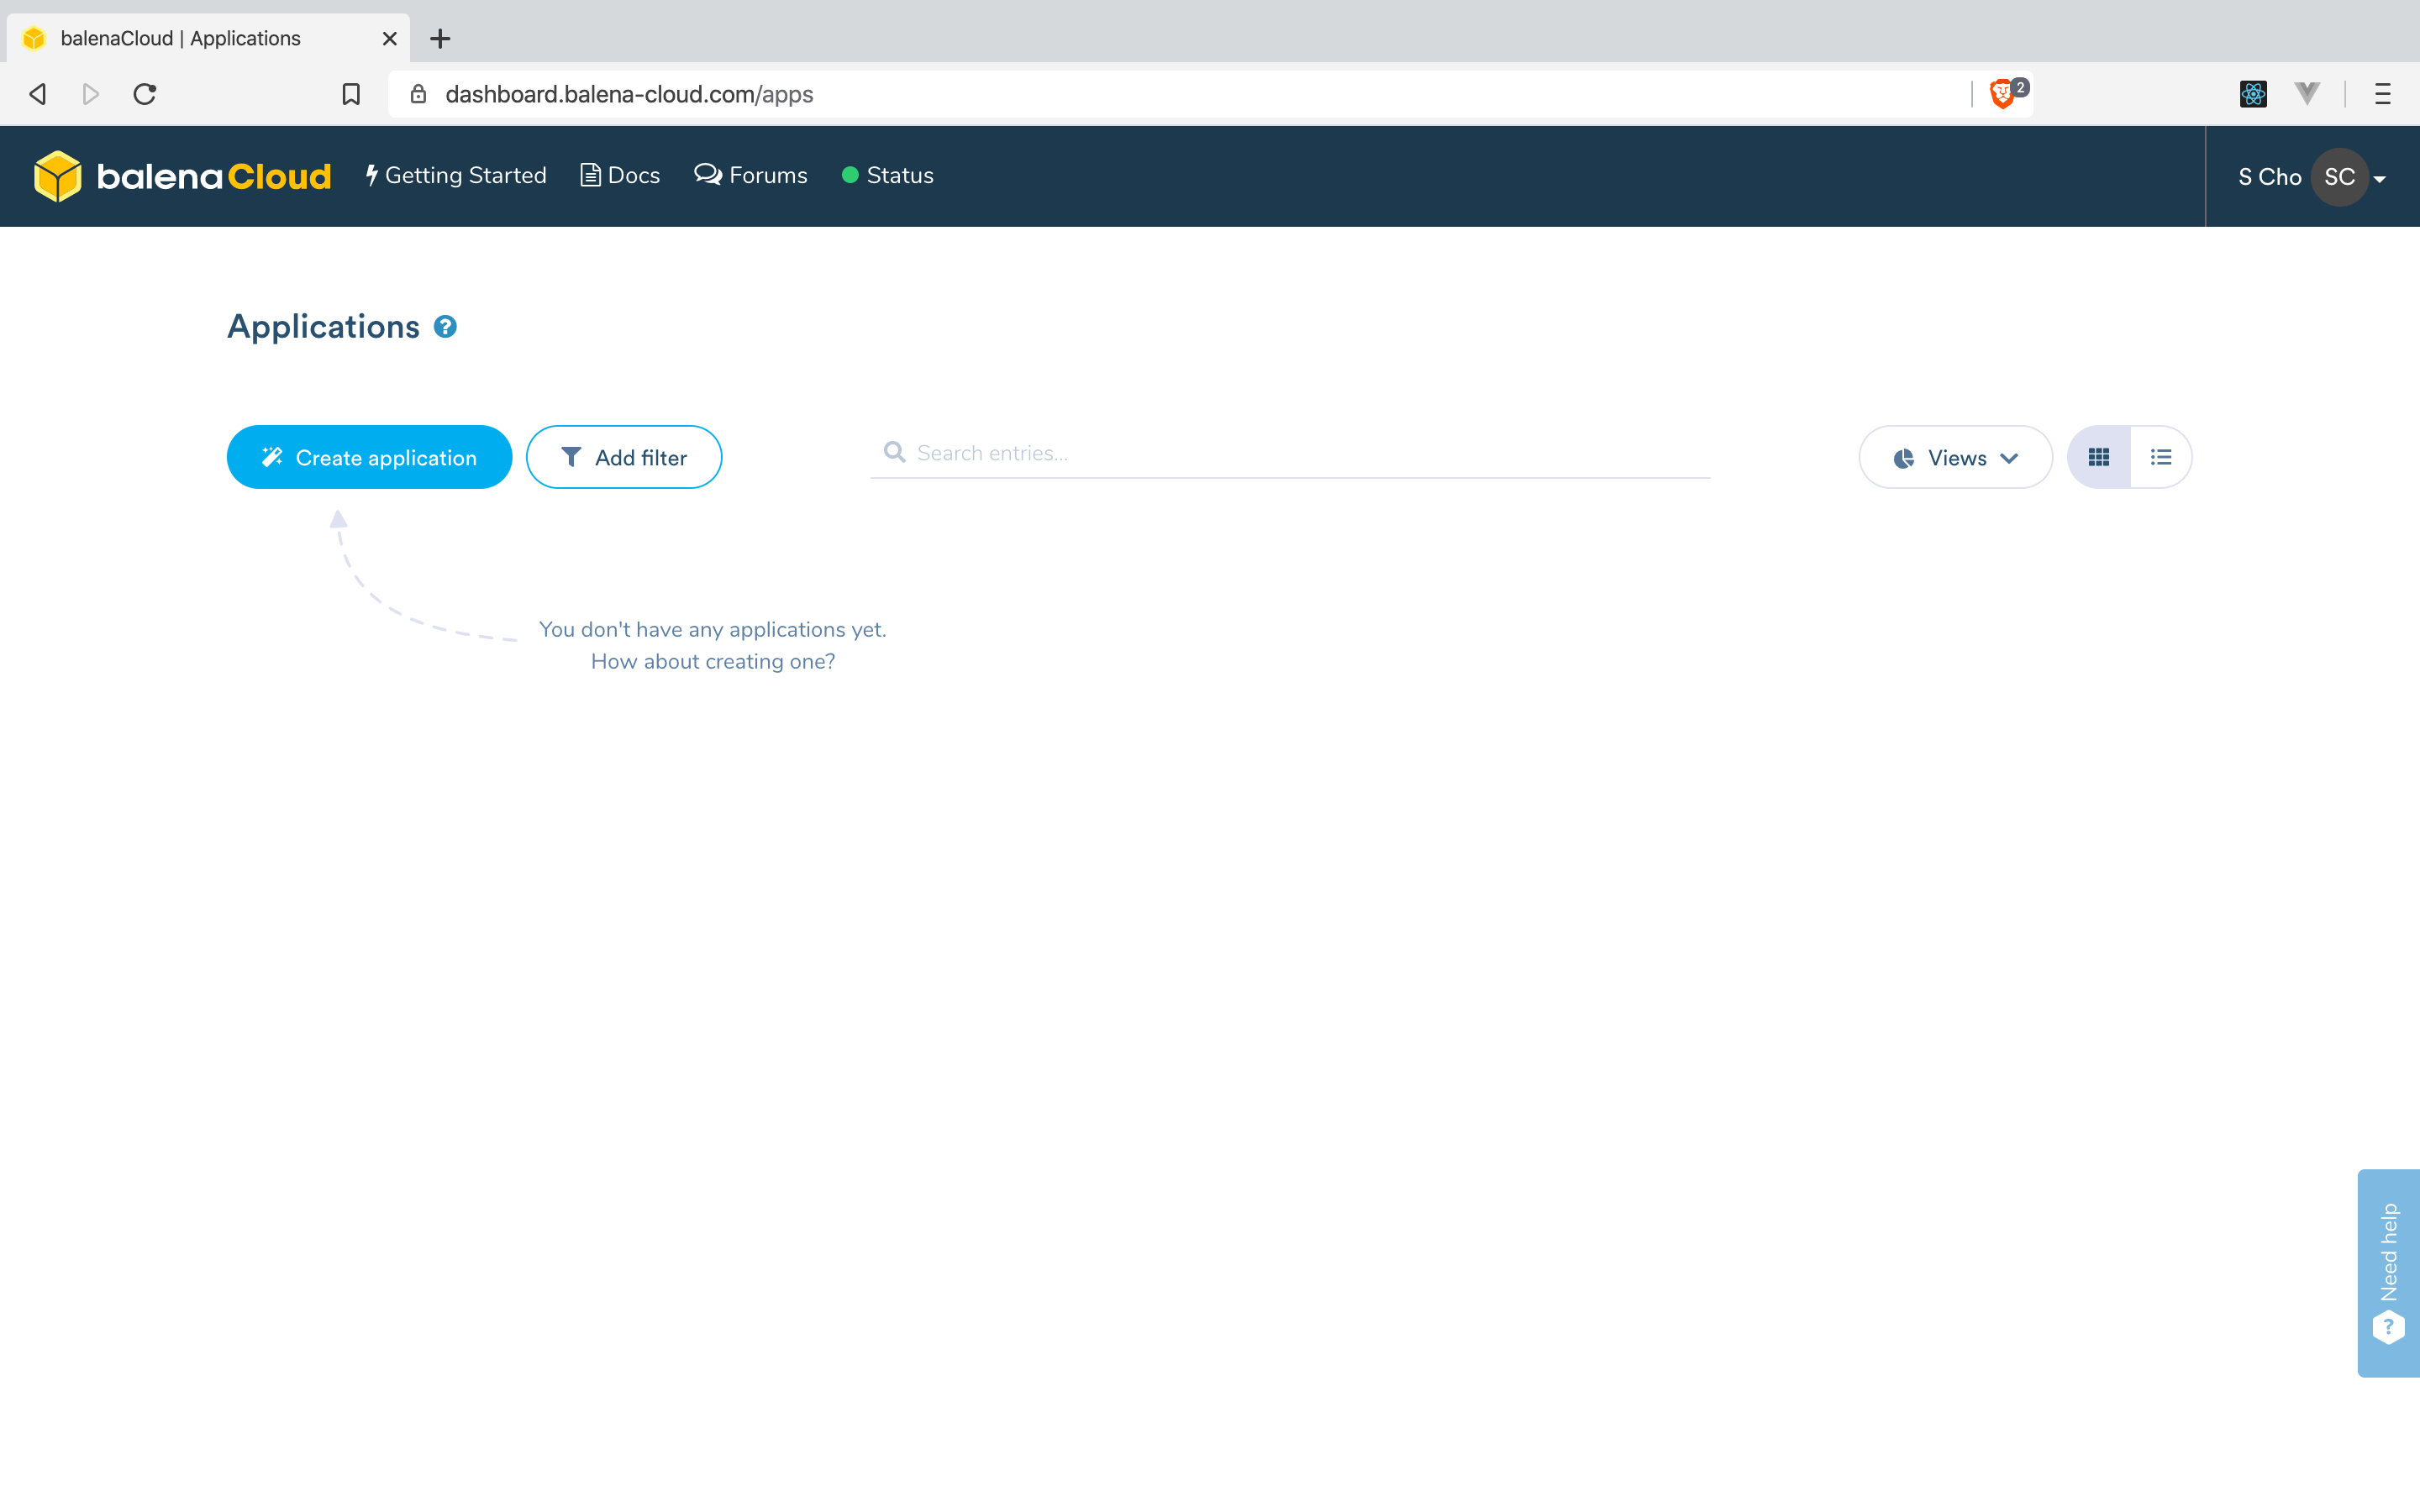 balenaCloud | Applications
dashboard.balena-cloud.com/apps
2
balenaCloud
Getting Started
Docs
Forums
Status
S Cho
SC
Applications
?
Create application
Add filter
Search entries...
Views
You don't have any applications yet.
How about creating one?
Need help
?